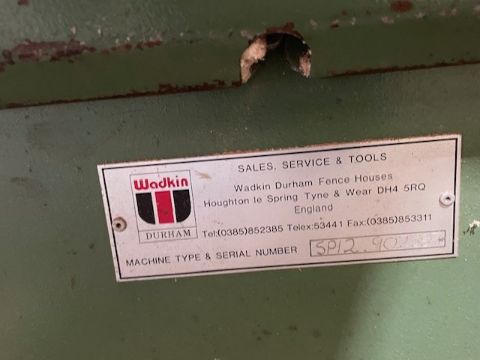 SALES, SERVICE & TOOLS
Wadkin Durham Fence Houses
Houghton le Spring Tyne & Wear DH4 5RQ
England
Tel:(0385)852385 Telex:53441 Fax:(0385)853311
MACHINE TYPE & SERIAL NUMBER SP12
Wadkin
DURHAM